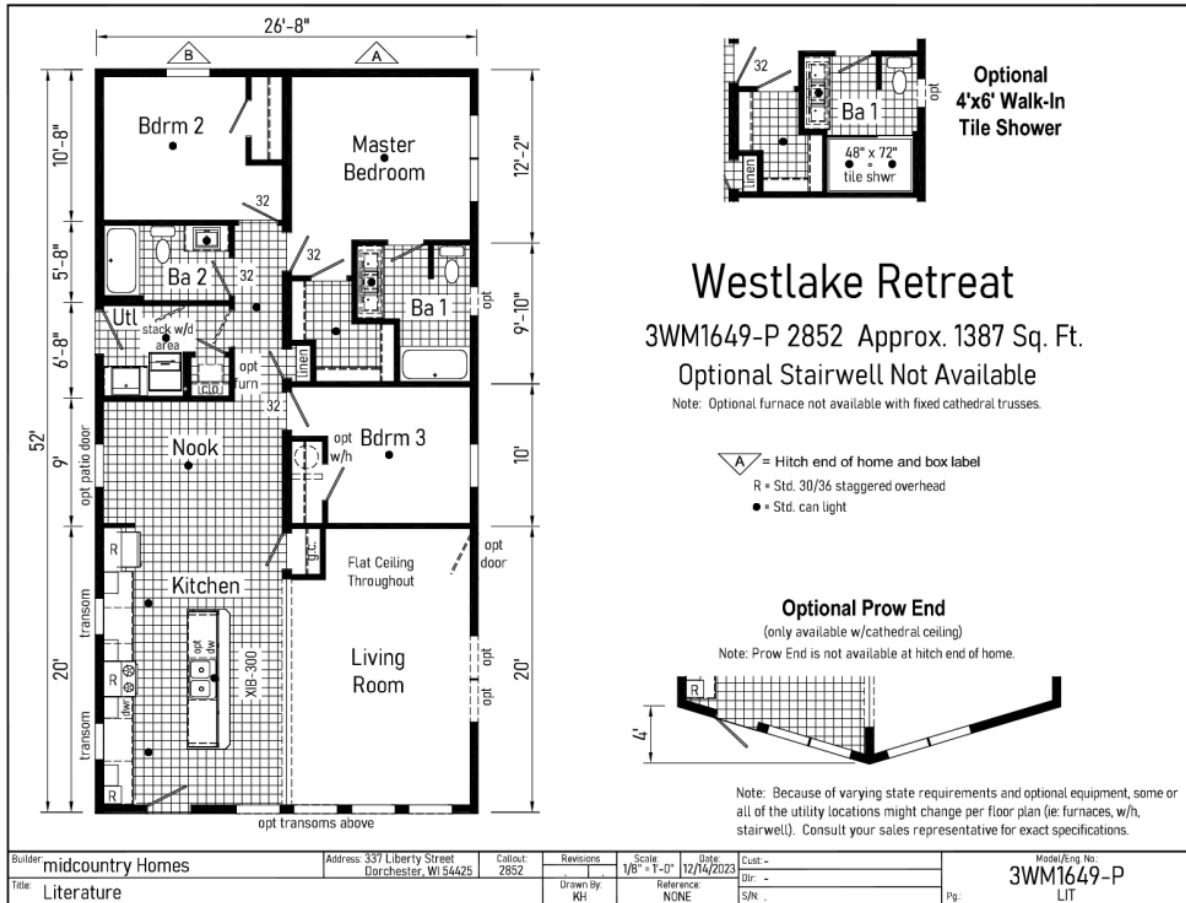 26'-8"
B
A
32
Ba 1
opt
48" x 72"
tile shwr
linen
Optional
4'x6' Walk-In
Tile Shower
10'-8"
Bdrm 2
Master
Bedroom
12'-2"
32
5'-8"
Ba 2
32
32
Ba 1
opt
9'-10"
6'-8"
Utl
stack w/d
area
opt
furn
linen
clo
32
52'
9'
opt patio door
Nook
Bdrm 3
opt
w/h
10'
R
g.c.
Flat Ceiling
Throughout
opt
door
Kitchen
transom
opt
dw
XIB-300
Living
Room
opt
opt
20'
20'
R
dwr
transom
R
opt transoms above
Westlake Retreat
3WM1649-P 2852 Approx. 1387 Sq. Ft.
Optional Stairwell Not Available
Note: Optional furnace not available with fixed cathedral trusses.
A = Hitch end of home and box label
R = Std. 30/36 staggered overhead
● = Std. can light
Optional Prow End
(only available w/cathedral ceiling)
Note: Prow End is not available at hitch end of home.
R
4'
Note: Because of varying state requirements and optional equipment, some or
all of the utility locations might change per floor plan (ie: furnaces, w/h,
stairwell). Consult your sales representative for exact specifications.
Builder: midcountry Homes
Address: 337 Liberty Street
Dorchester, WI 54425
Callout:
2852
Revisions
Scale:
1/8" = 1'-0"
Date:
12/14/2023
Cust: -
Dlr: -
S/N: .
Model/Eng. No.:
3WM1649-P
Title: Literature
Drawn By:
KH
Reference:
NONE
Pg.: LIT